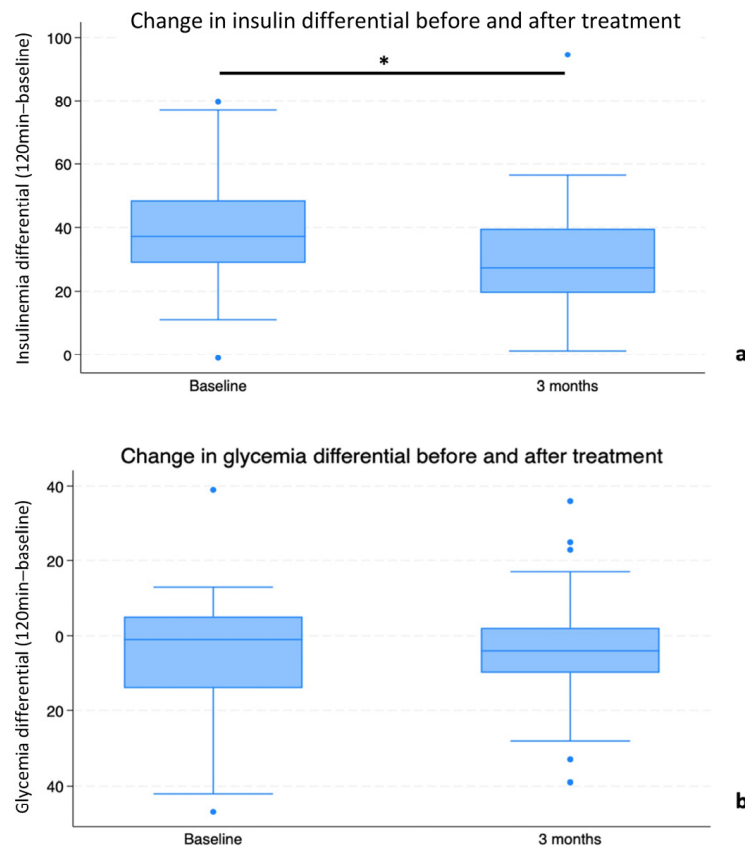 Change in insulin differential before and after treatment
Insulinemia differential (120min–baseline)
100
80
60
40
20
0
*
Baseline
3 months
a
Change in glycemia differential before and after treatment
Glycemia differential (120min–baseline)
40
20
0
20
40
Baseline
3 months
b